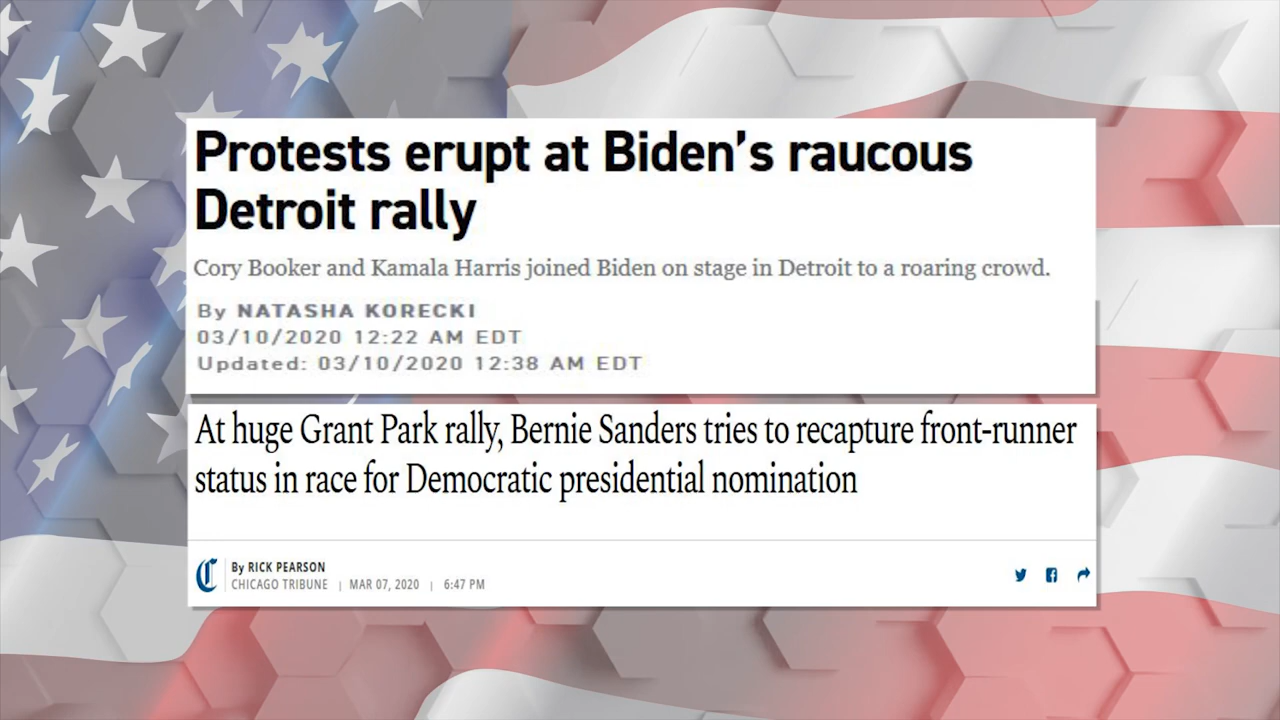 Protests erupt at Biden's raucous
Detroit rally
Cory Booker and Kamala Harris joined Biden on stage in Detroit to a roaring crowd.
By NATASHA KORECKI
03/10/2020 12:22 AM EDT
Updated: 03/10/2020 12:38 AM EDT
At huge Grant Park rally, Bernie Sanders tries to recapture front-runner
status in race for Democratic presidential nomination
By RICK PEARSON
CHICAGO TRIBUNE | MAR 07, 2020 | 6:47 PM